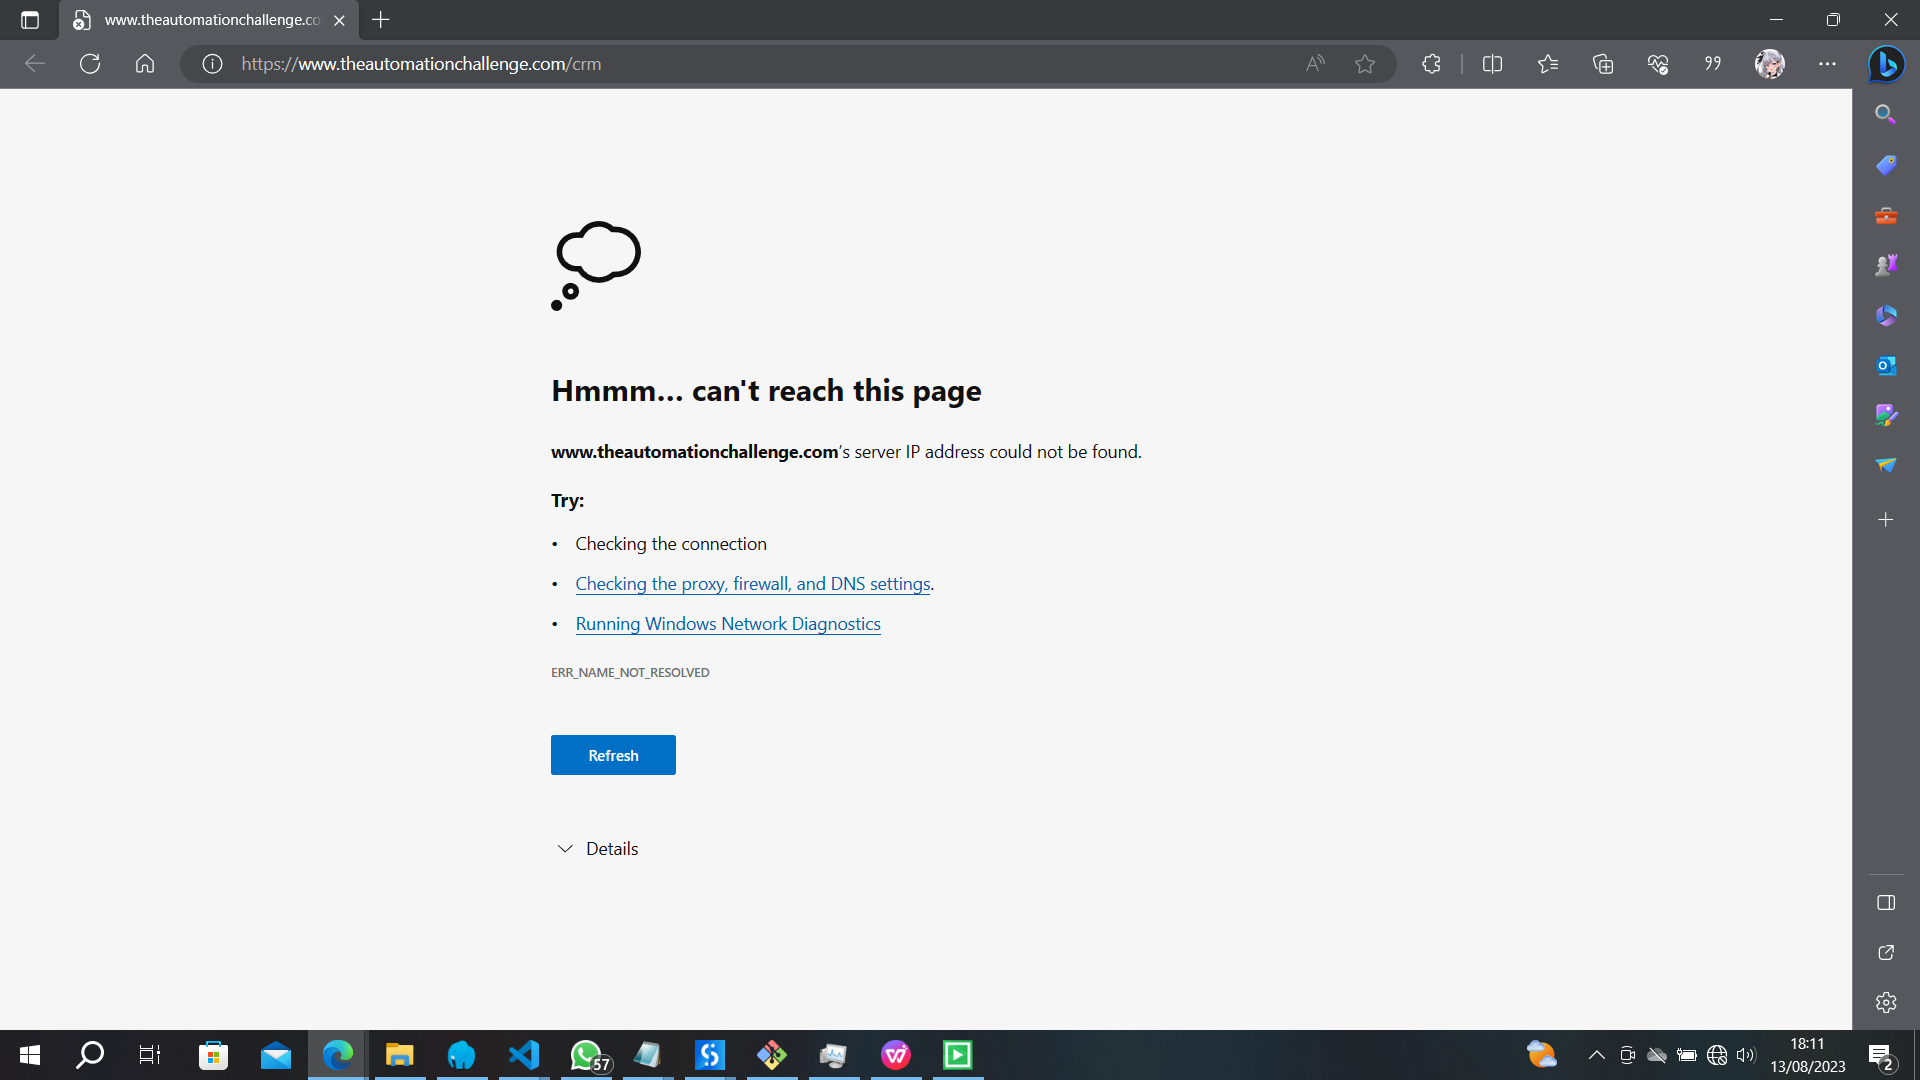 www.theautomationchallenge.co
https://www.theautomationchallenge.com/crm
Hmmm… can't reach this page
www.theautomationchallenge.com's server IP address could not be found.
Try:
• Checking the connection
• Checking the proxy, firewall, and DNS settings.
• Running Windows Network Diagnostics
ERR_NAME_NOT_RESOLVED
Refresh
Details
57
18:11
13/08/2023
2